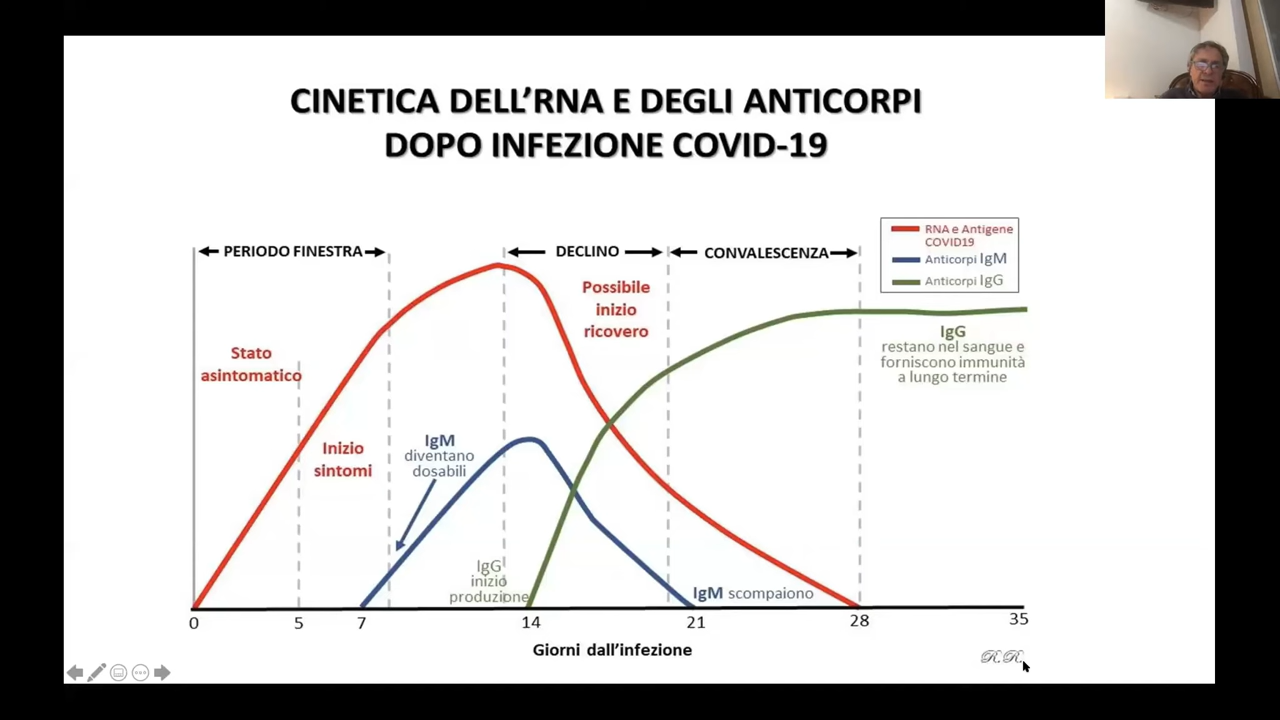 CINETICA DELL’RNA E DEGLI ANTICORPI
DOPO INFEZIONE COVID-19
PERIODO FINESTRA
DECLINO
CONVALESCENZA
RNA e Antigene
COVID19
Anticorpi IgM
Anticorpi IgG
Possibile
inizio
ricovero
Stato
asintomatico
Inizio
sintomi
IgM
diventano
dosabili
IgG
restano nel sangue e
forniscono immunità
a lungo termine
IgG
inizio
produzione
IgM scompaiono
0 5 7 14 21 28 35
Giorni dall’infezione
R.R.